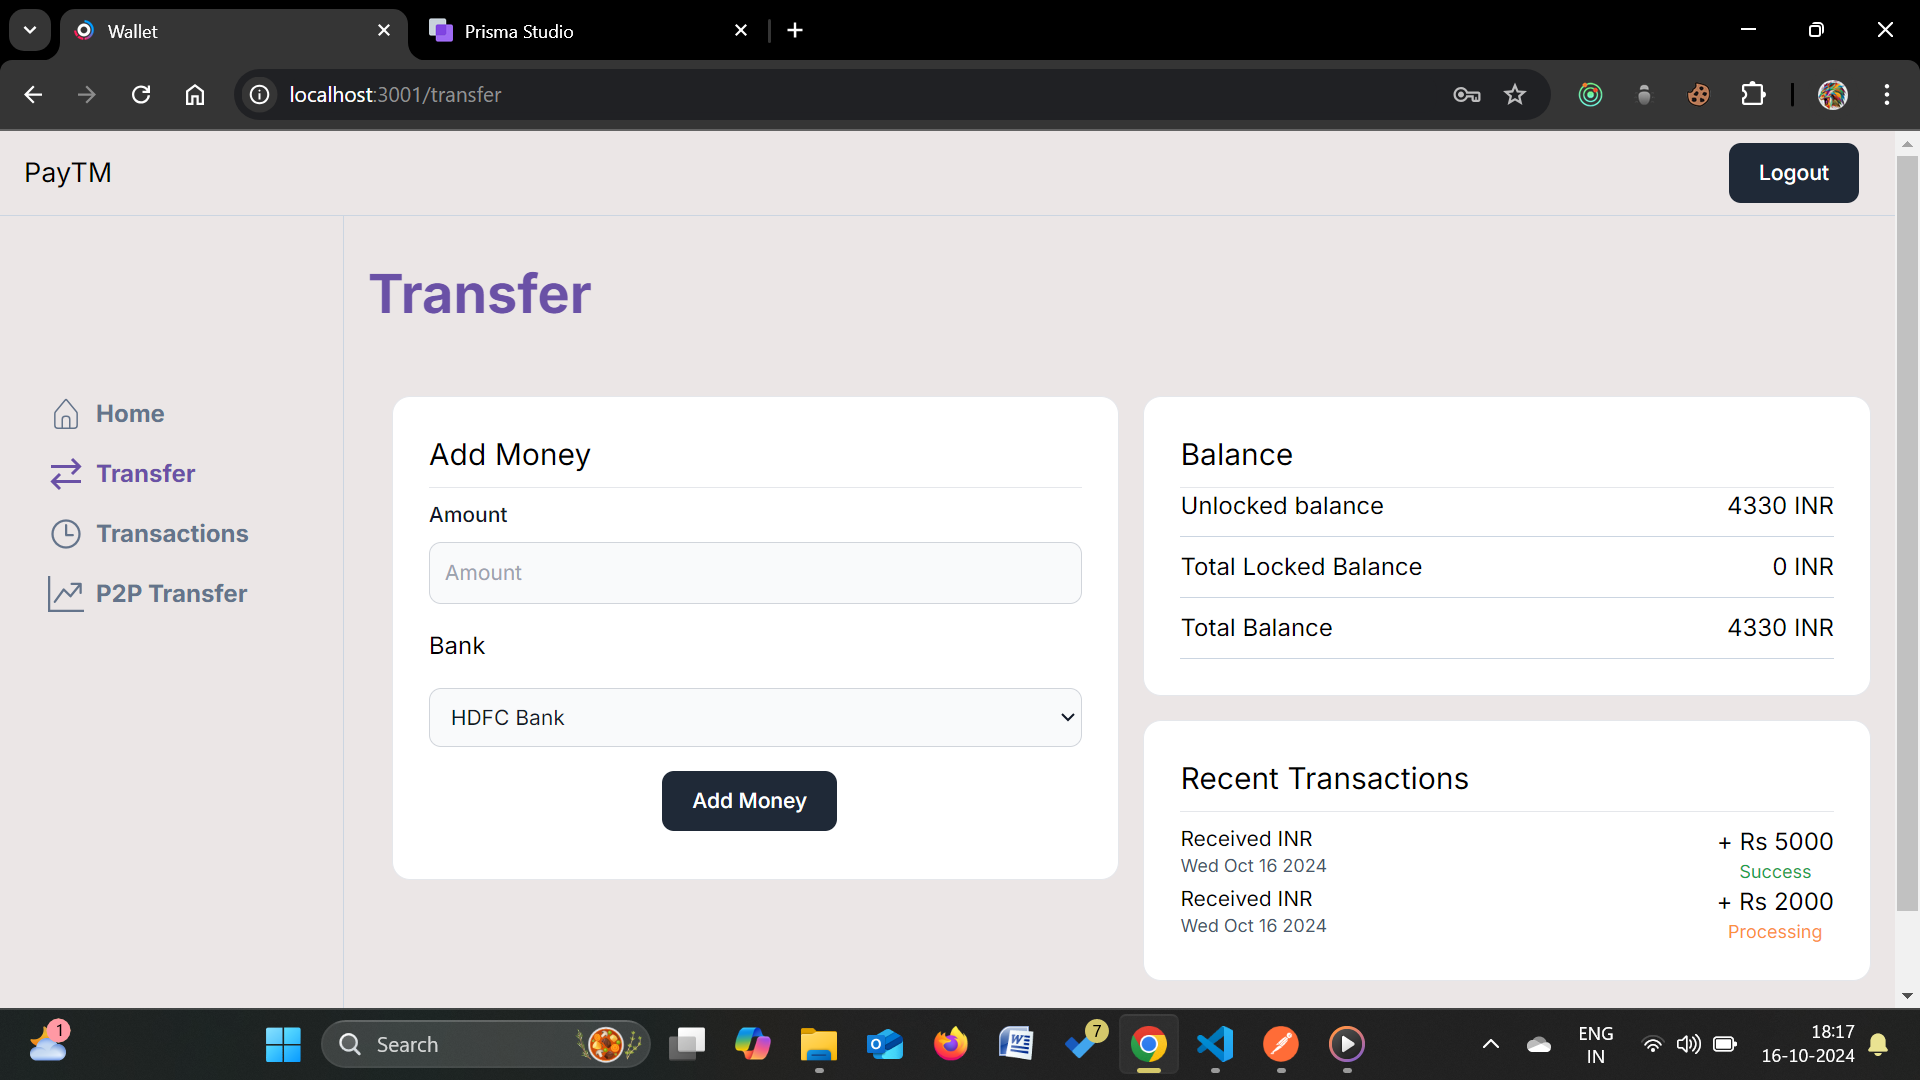 Wallet
Prisma Studio
localhost:3001/transfer
PayTM
Logout
Transfer
Home
Transfer
Transactions
P2P Transfer
Add Money
Amount
Amount
Bank
HDFC Bank
Add Money
Balance
Unlocked balance 4330 INR
Total Locked Balance 0 INR
Total Balance 4330 INR
Recent Transactions
Received INR + Rs 5000
Wed Oct 16 2024 Success
Received INR + Rs 2000
Wed Oct 16 2024 Processing
1
Search
7
ENG
IN
18:17
16-10-2024